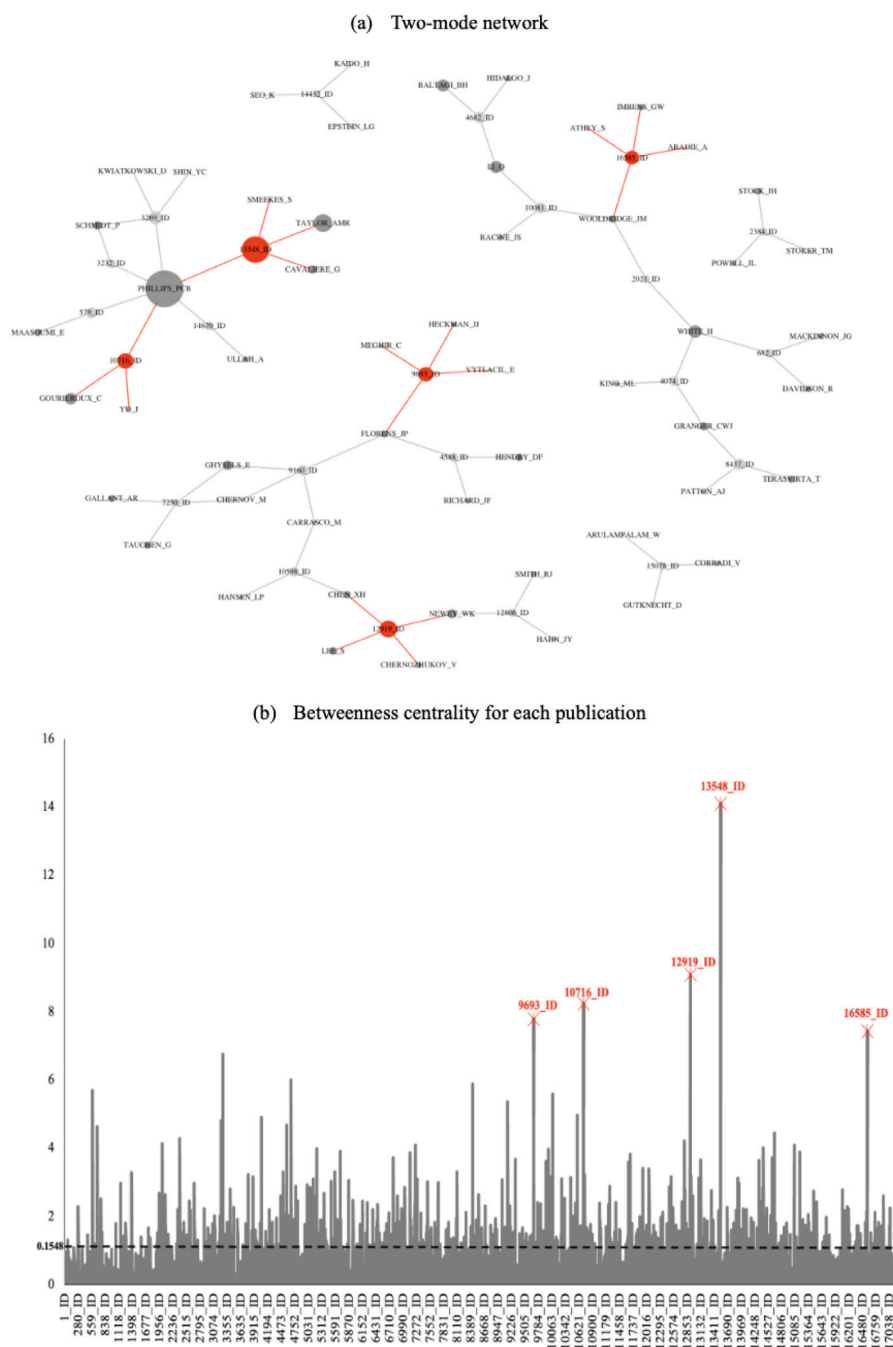 (a) Two-mode network
KAIDO_H
SEO_K
14432_ID
EPSTEIN_LG
BALTAGI_BH
HIDALGO_J
4682_ID
IMBENS_GW
ATHEY_S
16585_ID
ABADIE_A
LI_Q
KWIATKOWSKI_D
SHIN_YC
SMEEKES_S
STOCK_JH
SCHMIDT_P
3269_ID
TAYLOR_AMR
10081_ID
WOOLDRIDGE_JM
2384_ID
RACINE_JS
13548_ID
STOKER_TM
3232_ID
CAVALIERE_G
POWELL_JL
PHILLIPS_PCB
2021_ID
579_ID
14670_ID
HECKMAN_JJ
MAASOUMI_E
WHITE_H
MACKINNON_JG
MEGHIR_C
ULLAH_A
682_ID
10716_ID
9693_ID
VYTLACIL_E
KING_ML
4074_ID
DAVIDSON_R
GOURIEROUX_C
YU_J
GRANGER_CWJ
FLORENS_JP
4588_ID
HENDRY_DF
GHYSELS_E
9160_ID
8437_ID
TERASVIRTA_T
GALLANT_AR
7250_ID
CHERNOV_M
PATTON_AJ
RICHARD_JF
CARRASCO_M
TAUCHEN_G
ARULAMPALAM_W
10598_ID
SMITH_RJ
15078_ID
CORRADI_V
HANSEN_LP
CHEN_XH
NEWEY_WK
12806_ID
GUTKNECHT_D
12919_ID
HAHN_JY
LEE_S
CHERNOZHUKOV_V
(b) Betweenness centrality for each publication
16
14
12
10
8
6
4
2
0.1548
0
13548_ID
12919_ID
10716_ID
9693_ID
16585_ID
1_ID
280_ID
559_ID
838_ID
1118_ID
1398_ID
1677_ID
1956_ID
2236_ID
2515_ID
2795_ID
3074_ID
3355_ID
3635_ID
3915_ID
4194_ID
4473_ID
4752_ID
5031_ID
5312_ID
5591_ID
5870_ID
6152_ID
6431_ID
6710_ID
6990_ID
7272_ID
7552_ID
7831_ID
8110_ID
8389_ID
8668_ID
8947_ID
9226_ID
9505_ID
9784_ID
10063_ID
10342_ID
10621_ID
10900_ID
11179_ID
11458_ID
11737_ID
12016_ID
12295_ID
12574_ID
12853_ID
13132_ID
13411_ID
13690_ID
13969_ID
14248_ID
14527_ID
14806_ID
15085_ID
15364_ID
15643_ID
15922_ID
16201_ID
16480_ID
16759_ID
17038_ID